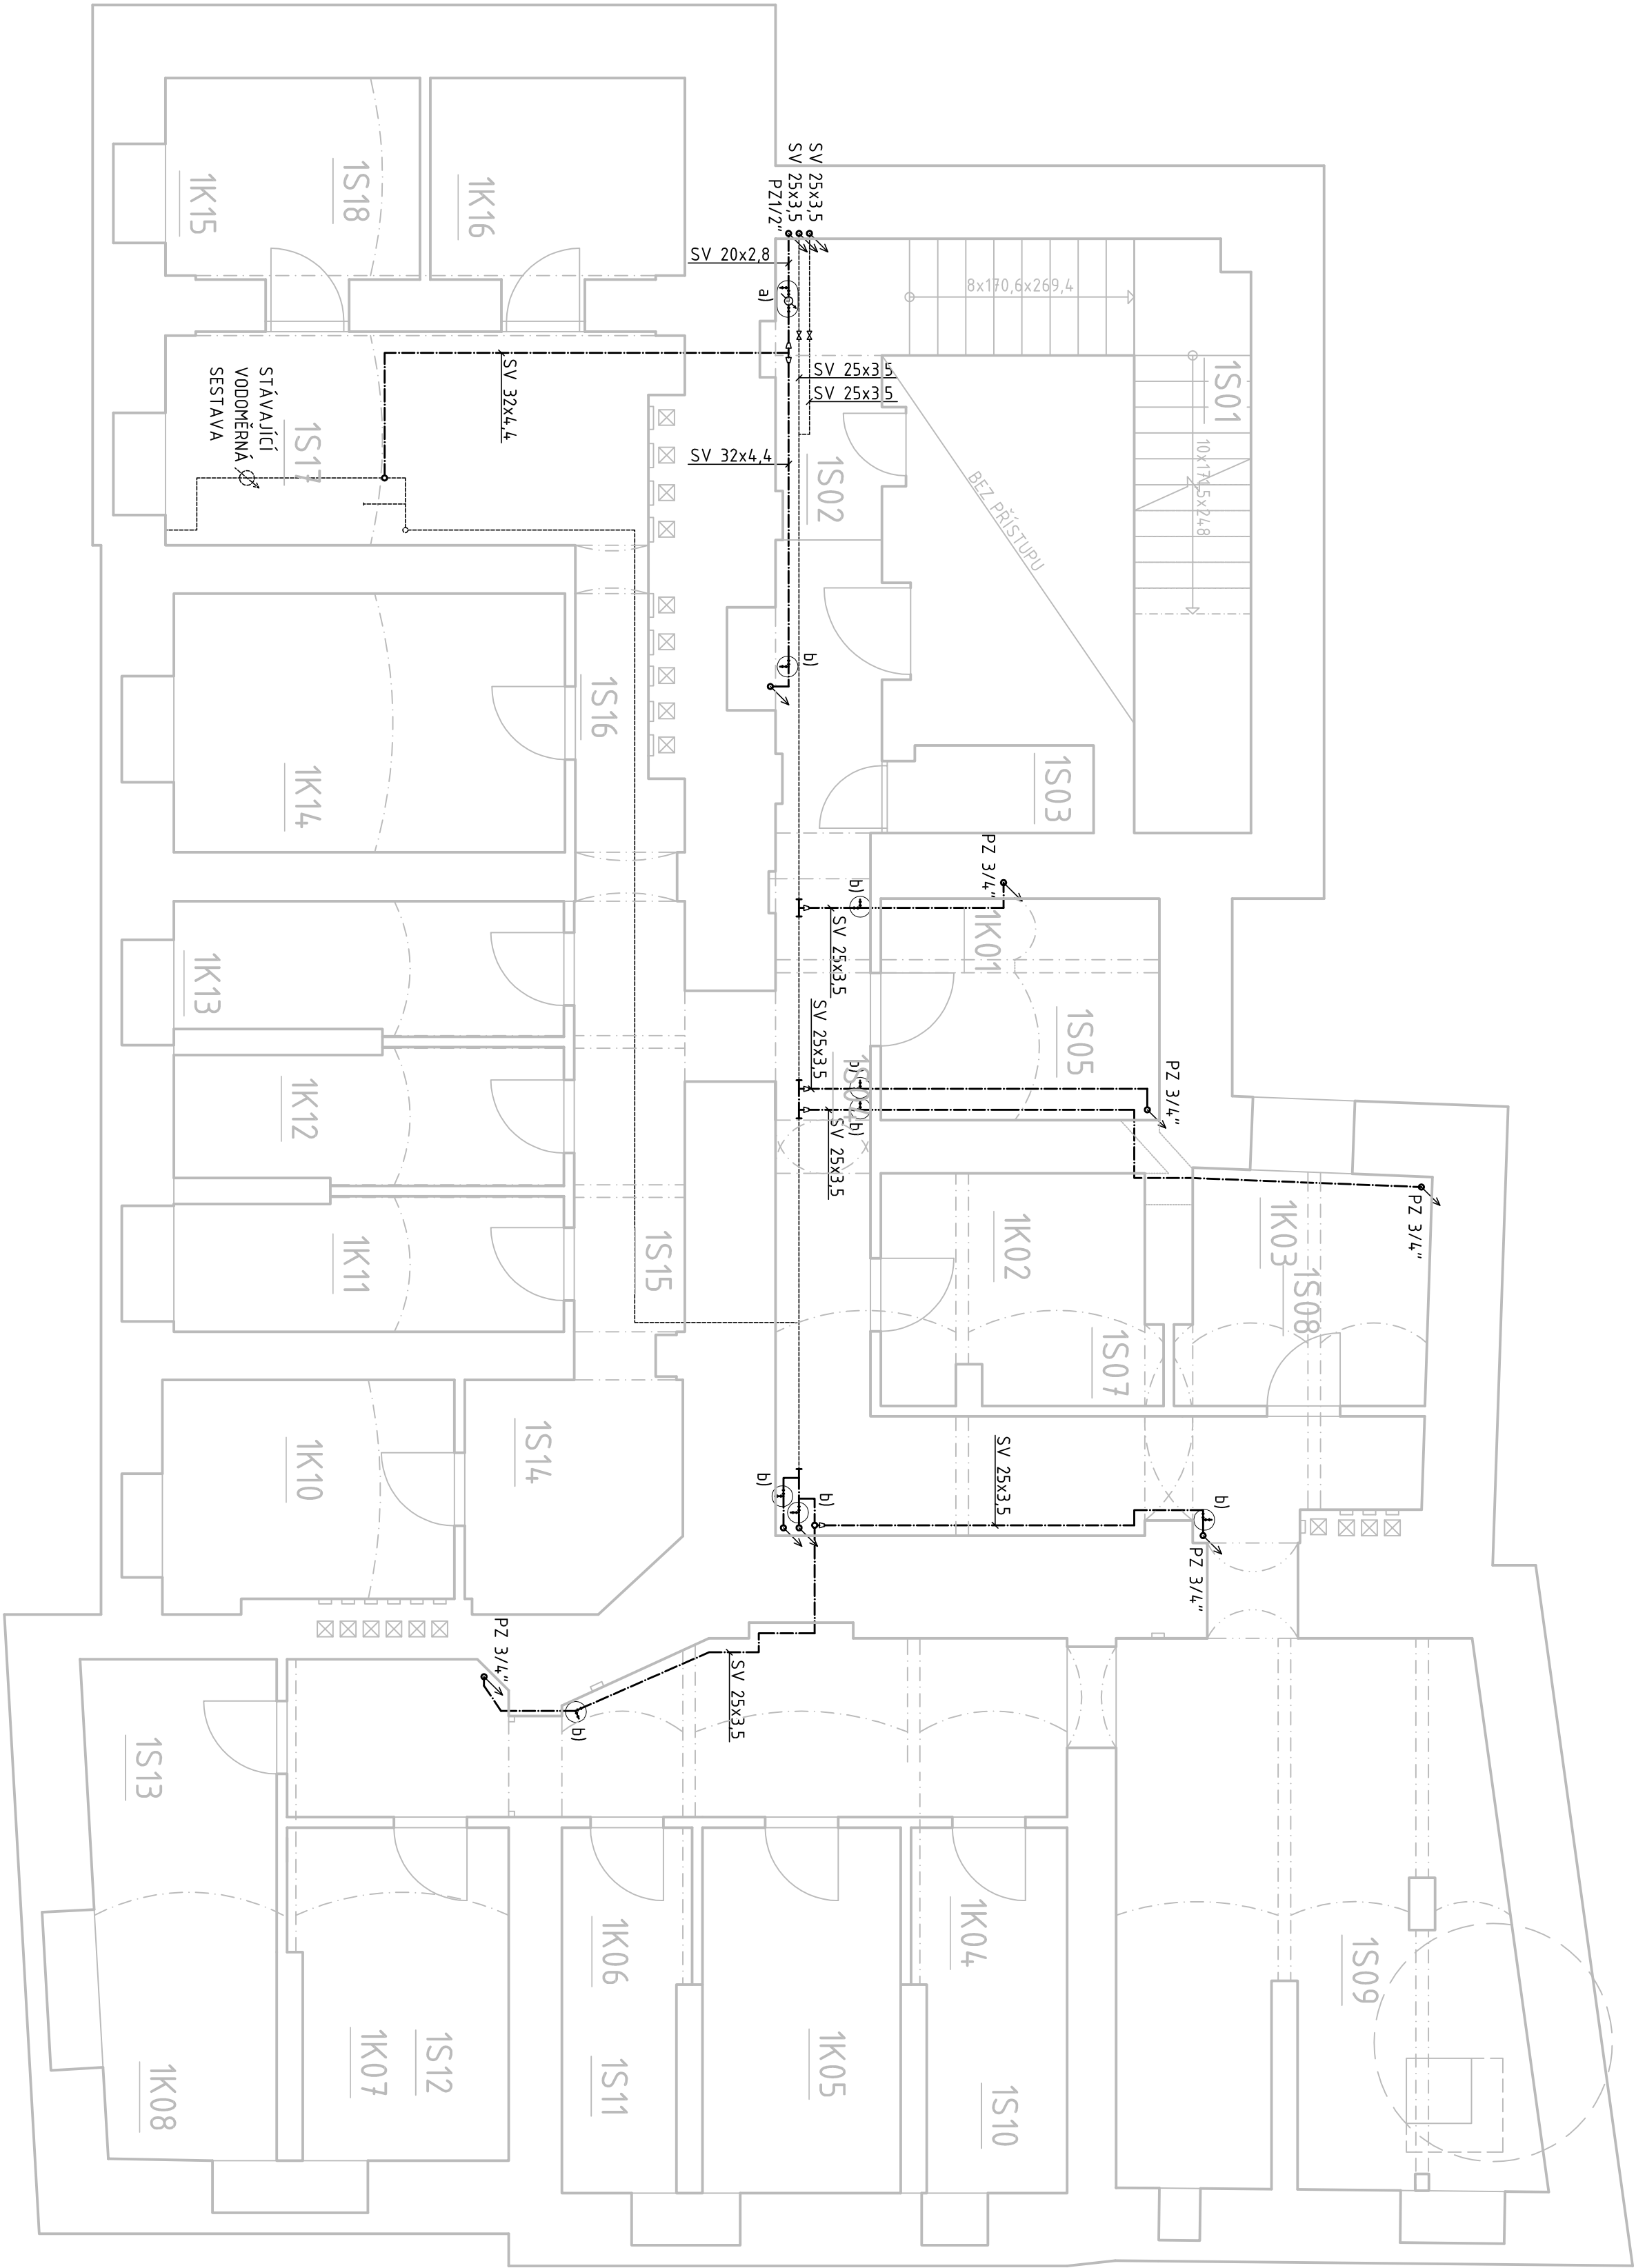 SV 25x3,5
SV 25x3,5
PZ1/2"
1K15
1S18
1K16
SV 20x2,8
a)
8x170,6x269,4
1S01
10x171,5x248
SV 32x4,4
SV 25x3,5
SV 25x3,5
STÁVAJÍCÍ
VODOMĚRNÁ
SESTAVA
1S17
SV 32x4,4
1S02
BEZ PŘÍSTUPU
b)
1S16
1K14
1S03
PZ 3/4"
b)
1K01
SV 25x3,5
1K13
SV 25x3,5
1S05
b)
1S04
b)
PZ 3/4"
SV 25x3,5
1K12
1K11
1S15
1K02
1K03
PZ 3/4"
1S08
1S07
1K10
1S14
SV 25x3,5
b)
b)
b)
PZ 3/4"
PZ 3/4"
SV 25x3,5
b)
1S13
1K06
1K04
1S09
1K08
1K07
1S12
1S11
1K05
1S10